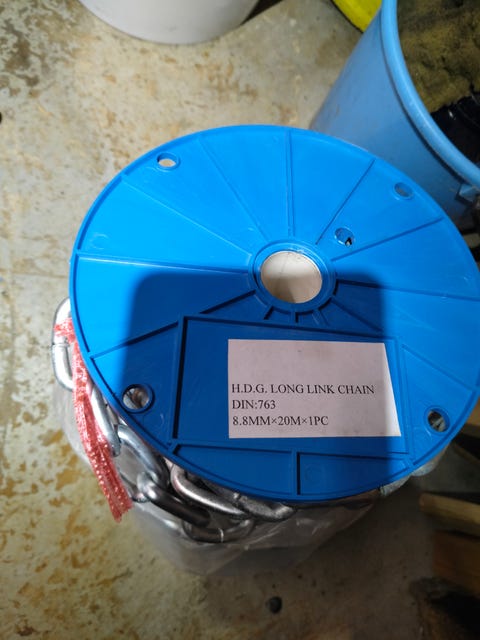 H.D.G. LONG LINK CHAIN
DIN:763
8.8MM×20M×1PC